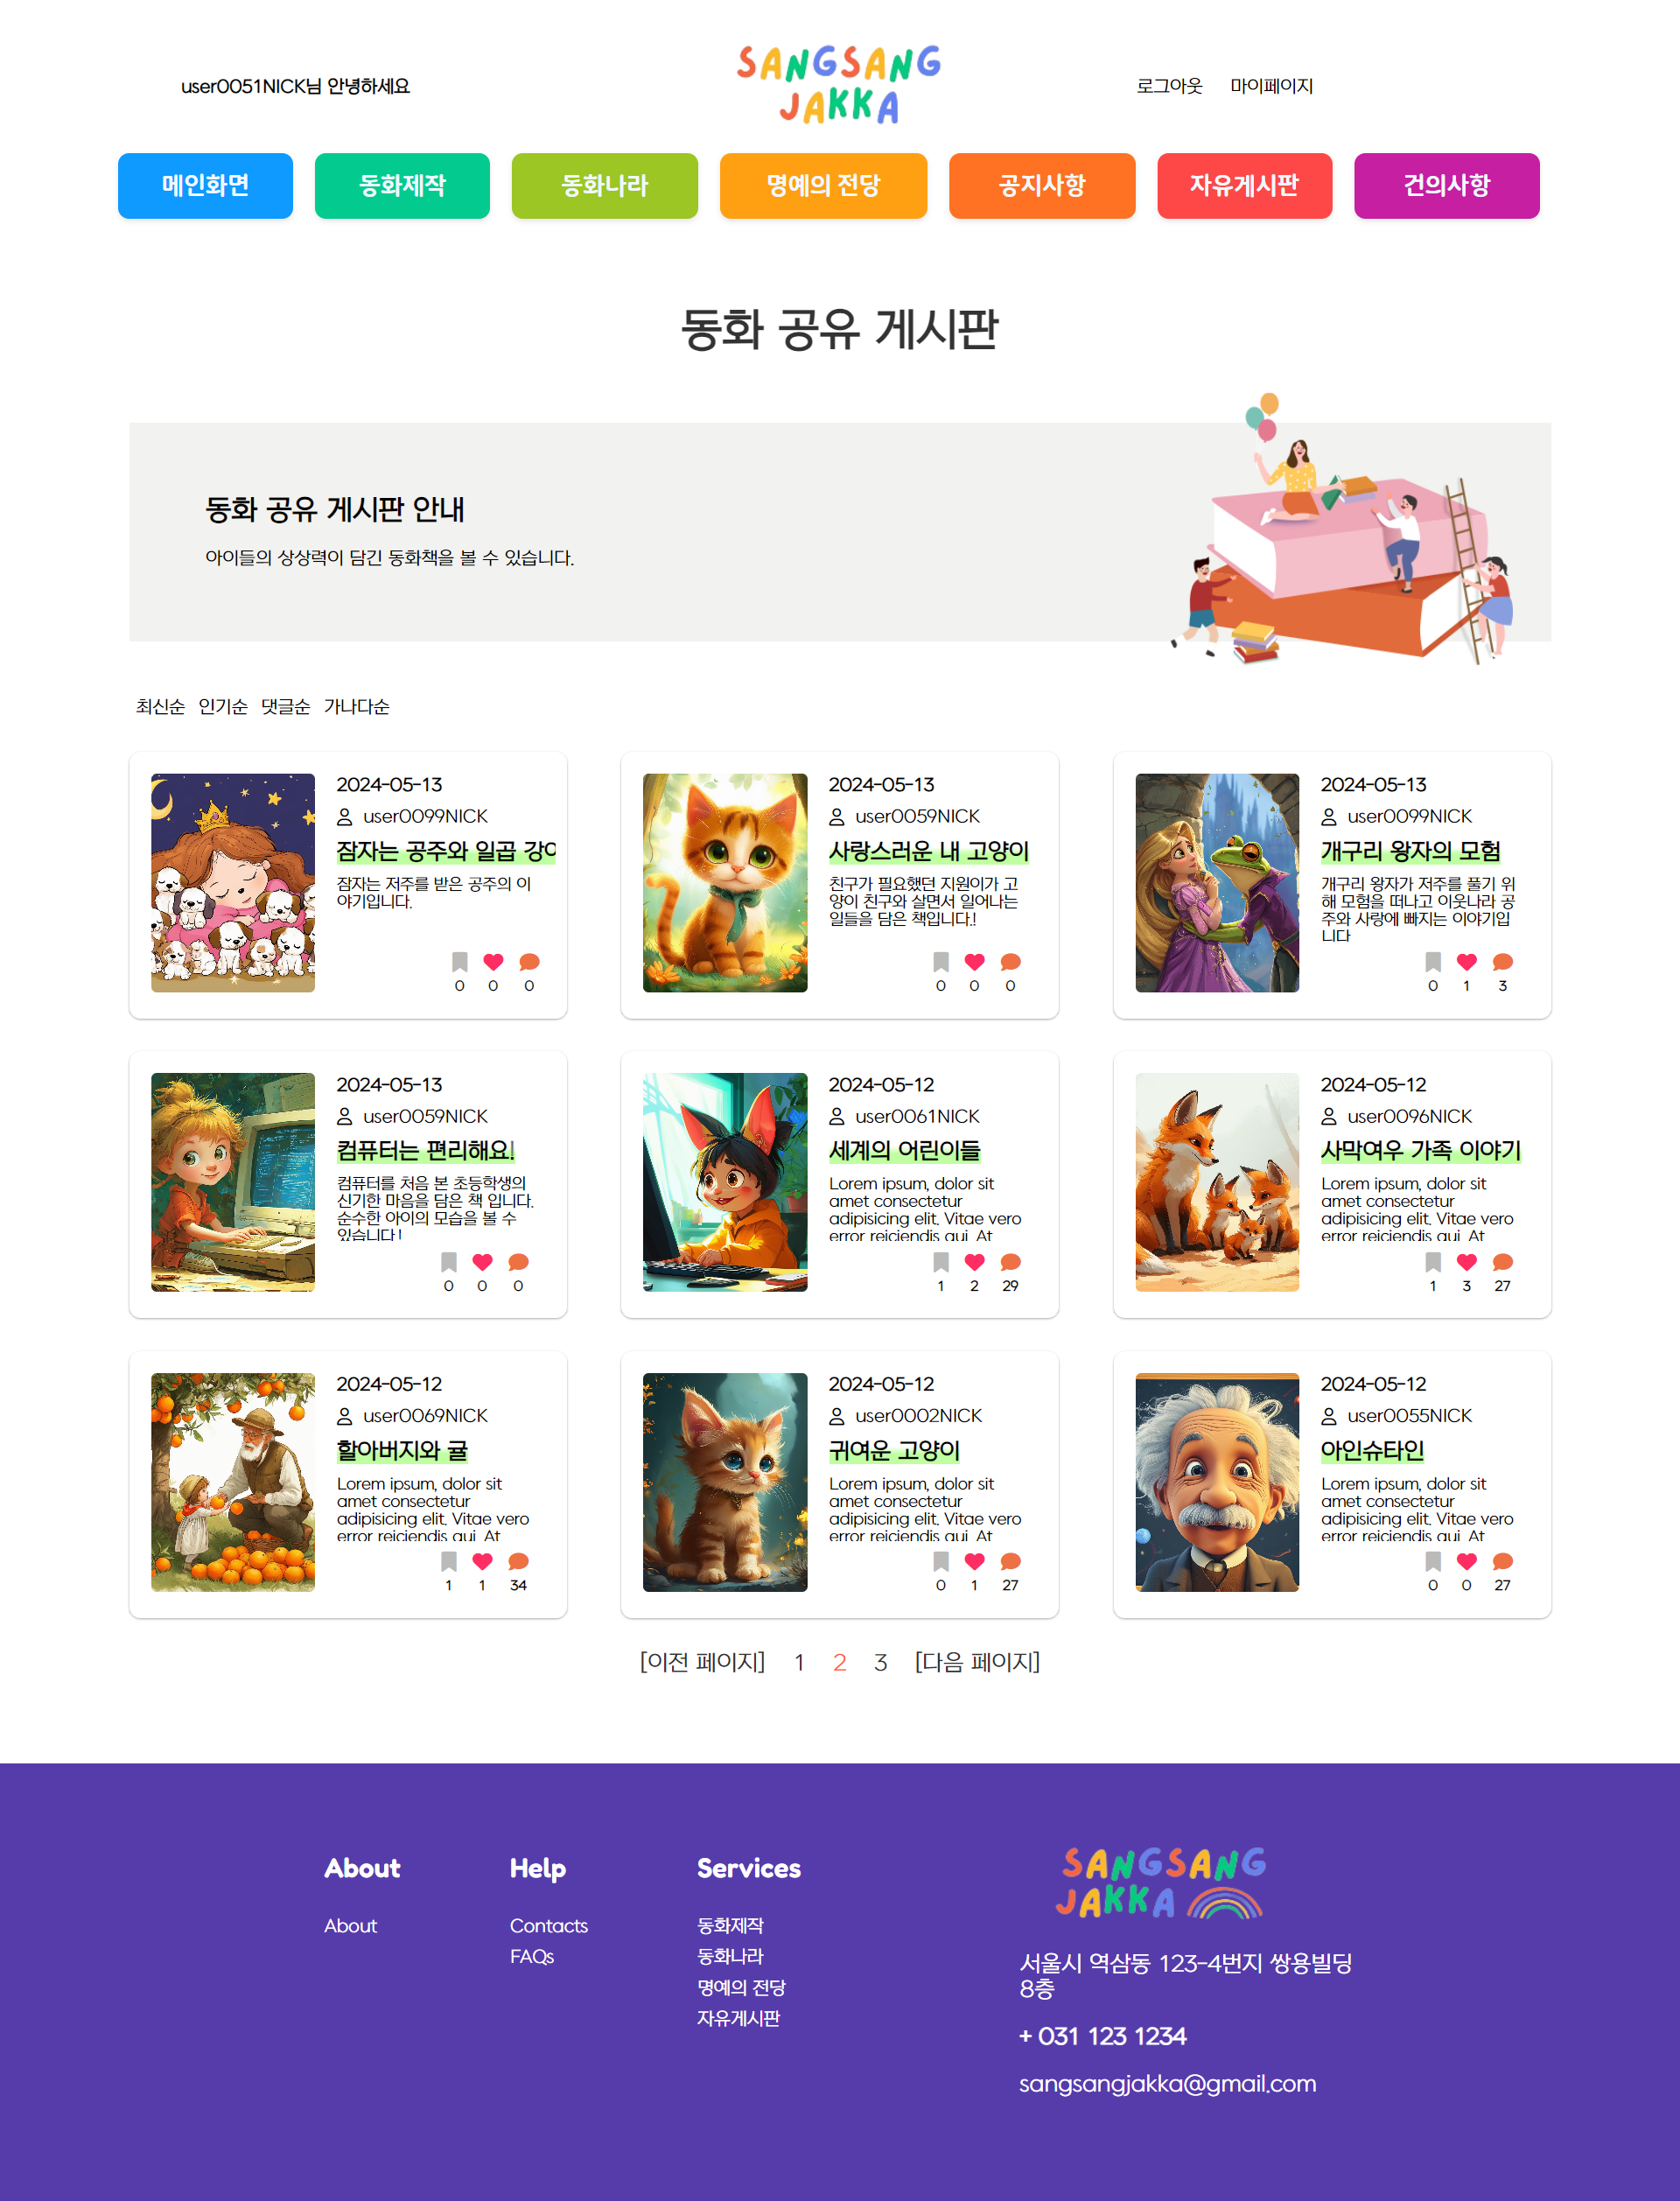 user0051NICK님 안녕하세요
SANGSANG
JAKKA
로그아웃 마이페이지
메인화면 동화제작 동화나라 명예의 전당 공지사항 자유게시판 건의사항
동화 공유 게시판
동화 공유 게시판 안내
아이들의 상상력이 담긴 동화책을 볼 수 있습니다.
최신순 인기순 댓글순 가나다순
2024-05-13
user0099NICK
잠자는 공주와 일곱 강아
잠자는 저주를 받은 공주의 이
야기입니다.
0 0 0
2024-05-13
user0059NICK
사랑스러운 내 고양이
친구가 필요했던 지원이가 고
양이 친구와 살면서 일어나는
일들을 담은 책입니다.!
0 0 0
2024-05-13
user0099NICK
개구리 왕자의 모험
개구리 왕자가 저주를 풀기 위
해 모험을 떠나고 이웃나라 공
주와 사랑에 빠지는 이야기입
니다
0 1 3
2024-05-13
user0059NICK
컴퓨터는 편리해요!
컴퓨터를 처음 본 초등학생의
신기한 마음을 담은 책 입니다.
순수한 아이의 모습을 볼 수
있습니다!
0 0 0
2024-05-12
user0061NICK
세계의 어린이들
Lorem ipsum, dolor sit
amet consectetur
adipisicing elit. Vitae vero
error reiciendis qui. At
1 2 29
2024-05-12
user0096NICK
사막여우 가족 이야기
Lorem ipsum, dolor sit
amet consectetur
adipisicing elit. Vitae vero
error reiciendis qui. At
1 3 27
2024-05-12
user0069NICK
할아버지와 귤
Lorem ipsum, dolor sit
amet consectetur
adipisicing elit. Vitae vero
error reiciendis qui. At
1 1 34
2024-05-12
user0002NICK
귀여운 고양이
Lorem ipsum, dolor sit
amet consectetur
adipisicing elit. Vitae vero
error reiciendis qui. At
0 1 27
2024-05-12
user0055NICK
아인슈타인
Lorem ipsum, dolor sit
amet consectetur
adipisicing elit. Vitae vero
error reiciendis qui. At
0 0 27
[이전 페이지] 1 2 3 [다음 페이지]
About
About
Help
Contacts
FAQs
Services
동화제작
동화나라
명예의 전당
자유게시판
SANGSANG
JAKKA
서울시 역삼동 123-4번지 쌍용빌딩
8층
+ 031 123 1234
sangsangjakka@gmail.com